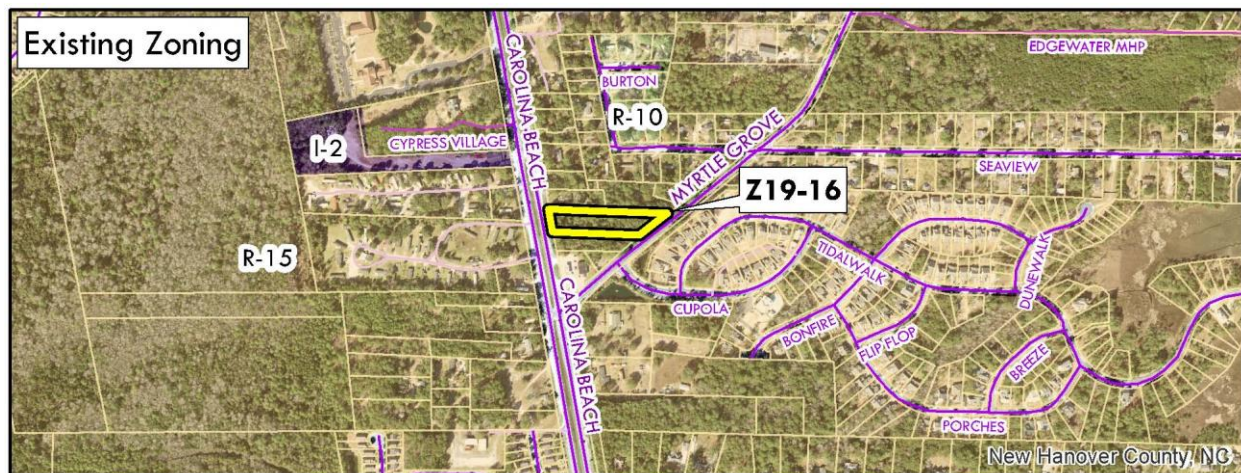 Existing Zoning
EDGEWATER MHP
CAROLINA BEACH
BURTON
R-10
MYRTLE GROVE
I-2
CYPRESS VILLAGE
SEAVIEW
Z19-16
R-15
TIDALWALK
DUNEWALK
CAROLINA BEACH
CUPOLA
BONFIRE
FLIP FLOP
BREEZE
PORCHES
New Hanover County, NC